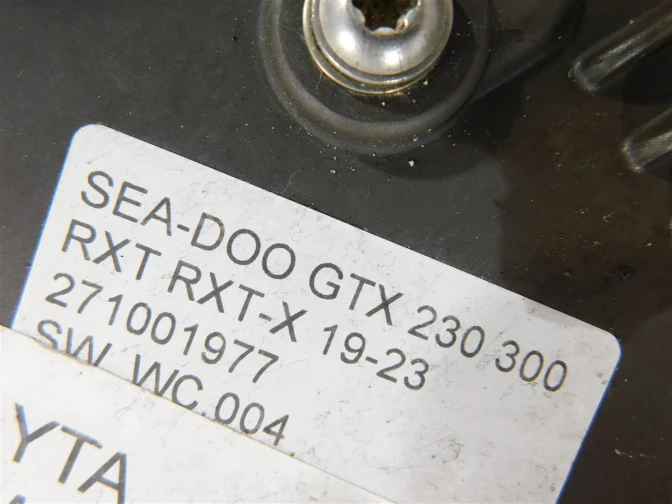 SEA-DOO GTX 230 300
RXT RXT-X 19-23
271001977
SW WC.004
YTA